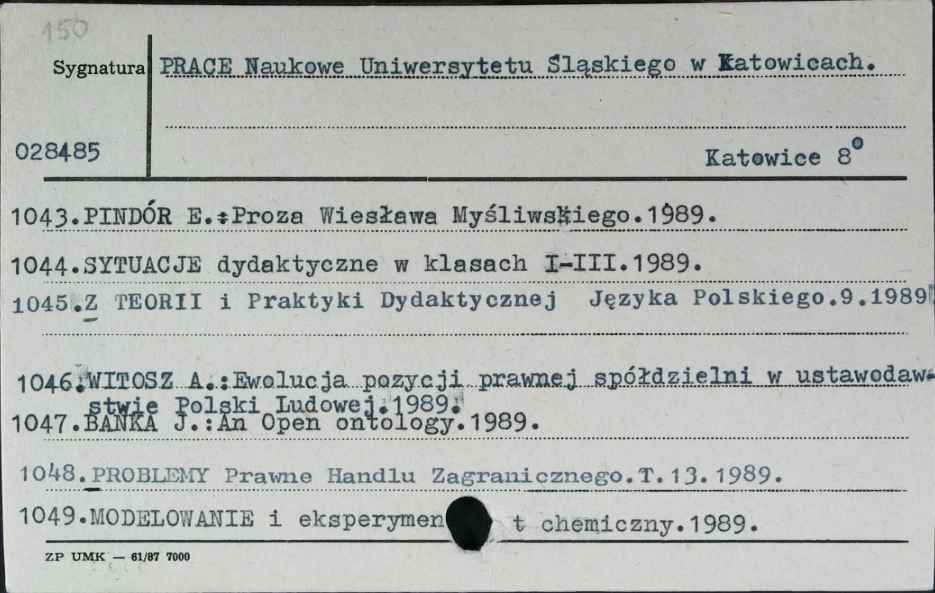 150
Sygnatura PRACE Naukowe Uniwersytetu Śląskiego w Katowicach.
028485 Katowice 8°
1043.PINDÓR E.:Proza Wiesława Myśliwskiego.1989.
1044.SYTUACJE dydaktyczne w klasach I-III.1989.
1045.Z TEORII i Praktyki Dydaktycznej Języka Polskiego.9.1989.
1046.WITOSZ A.:Ewolucja pozycji prawnej spółdzielni w ustawodaw-
stwie Polski Ludowej.1989.
1047.BAŃKA J.:An Open ontology.1989.
1048.PROBLEMY Prawne Handlu Zagranicznego.T.13.1989.
1049.MODELOWANIE i eksperymen t chemiczny.1989.
ZP UMK — 61/87 7000